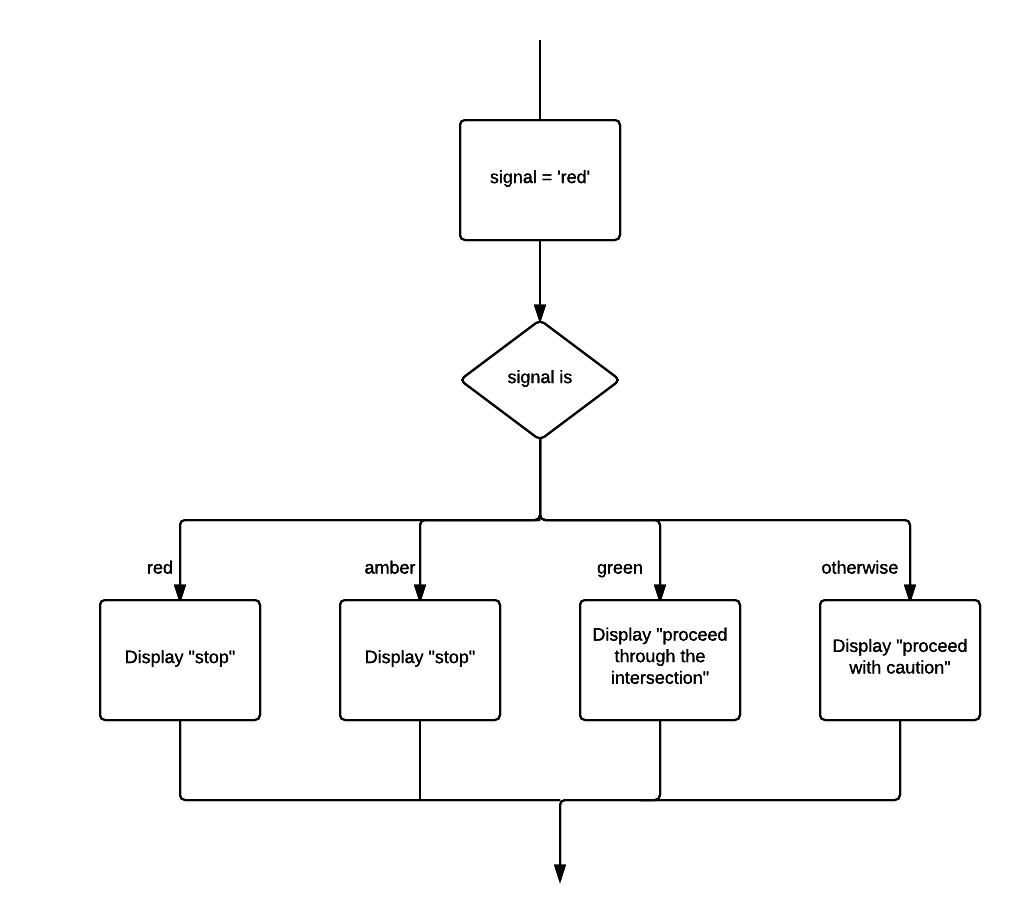 signal = 'red'
signal is
red
amber
green
otherwise
Display "stop"
Display "stop"
Display "proceed
through the
intersection"
Display "proceed
with caution"